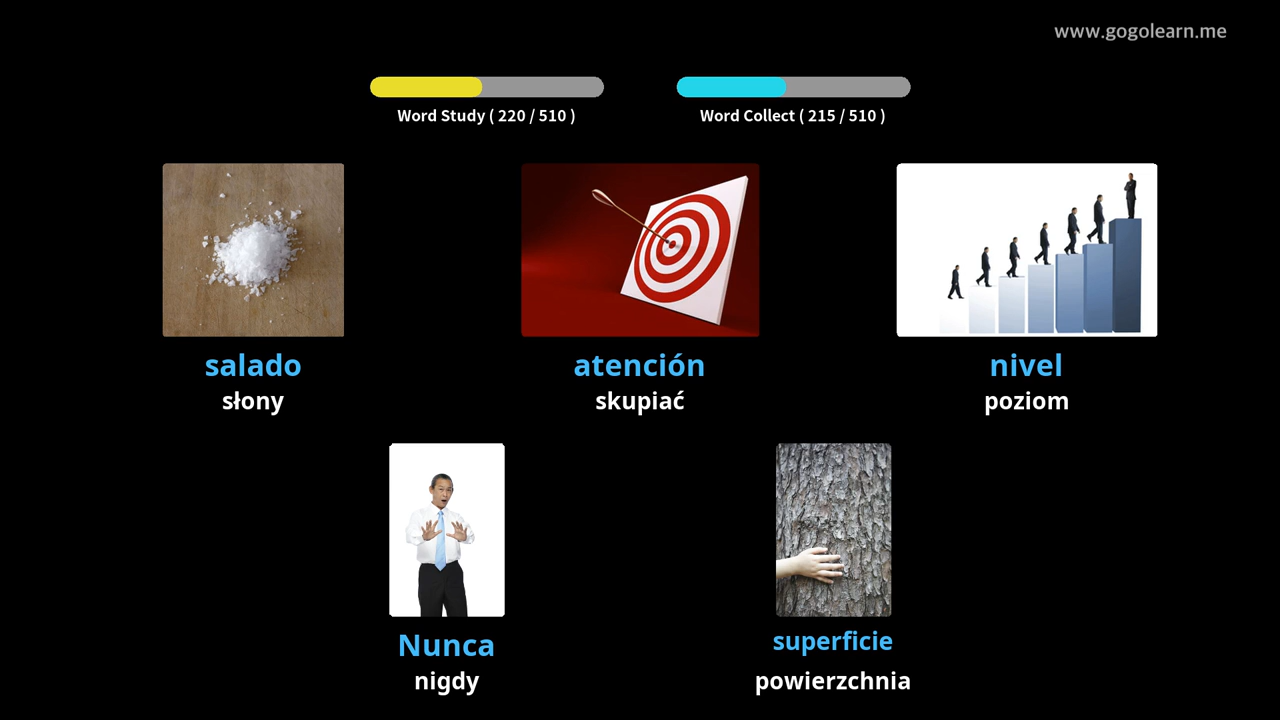 www.gogolearn.me
Word Study ( 220 / 510 )
Word Collect ( 215 / 510 )
salado
słony
atención
skupiać
nivel
poziom
Nunca
nigdy
superficie
powierzchnia